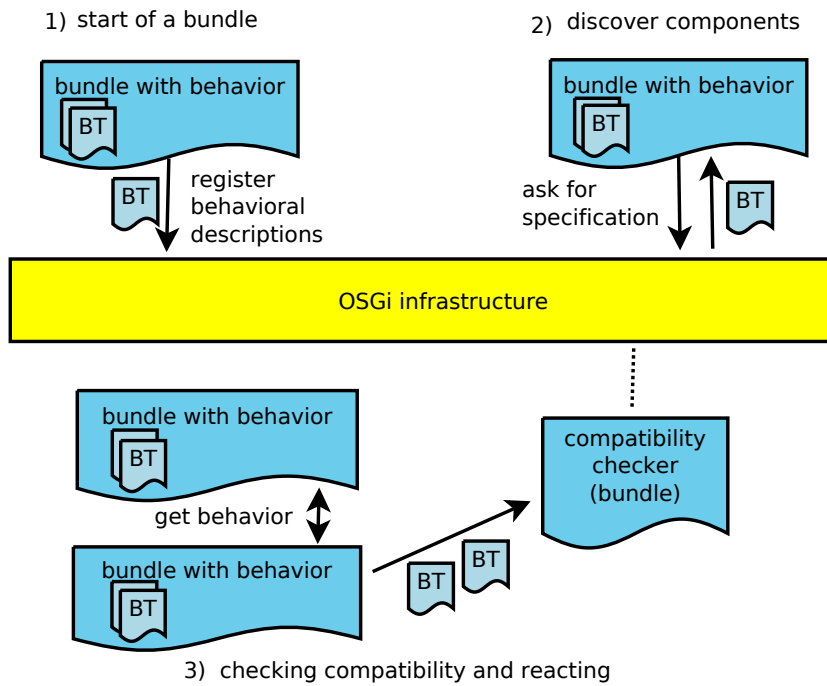 1) start of a bundle
bundle with behavior
BT
BT
register
behavioral
descriptions
2) discover components
bundle with behavior
BT
ask for
specification
BT
OSGi infrastructure
bundle with behavior
BT
get behavior
bundle with behavior
BT
BT
BT
compatibility
checker
(bundle)
3) checking compatibility and reacting